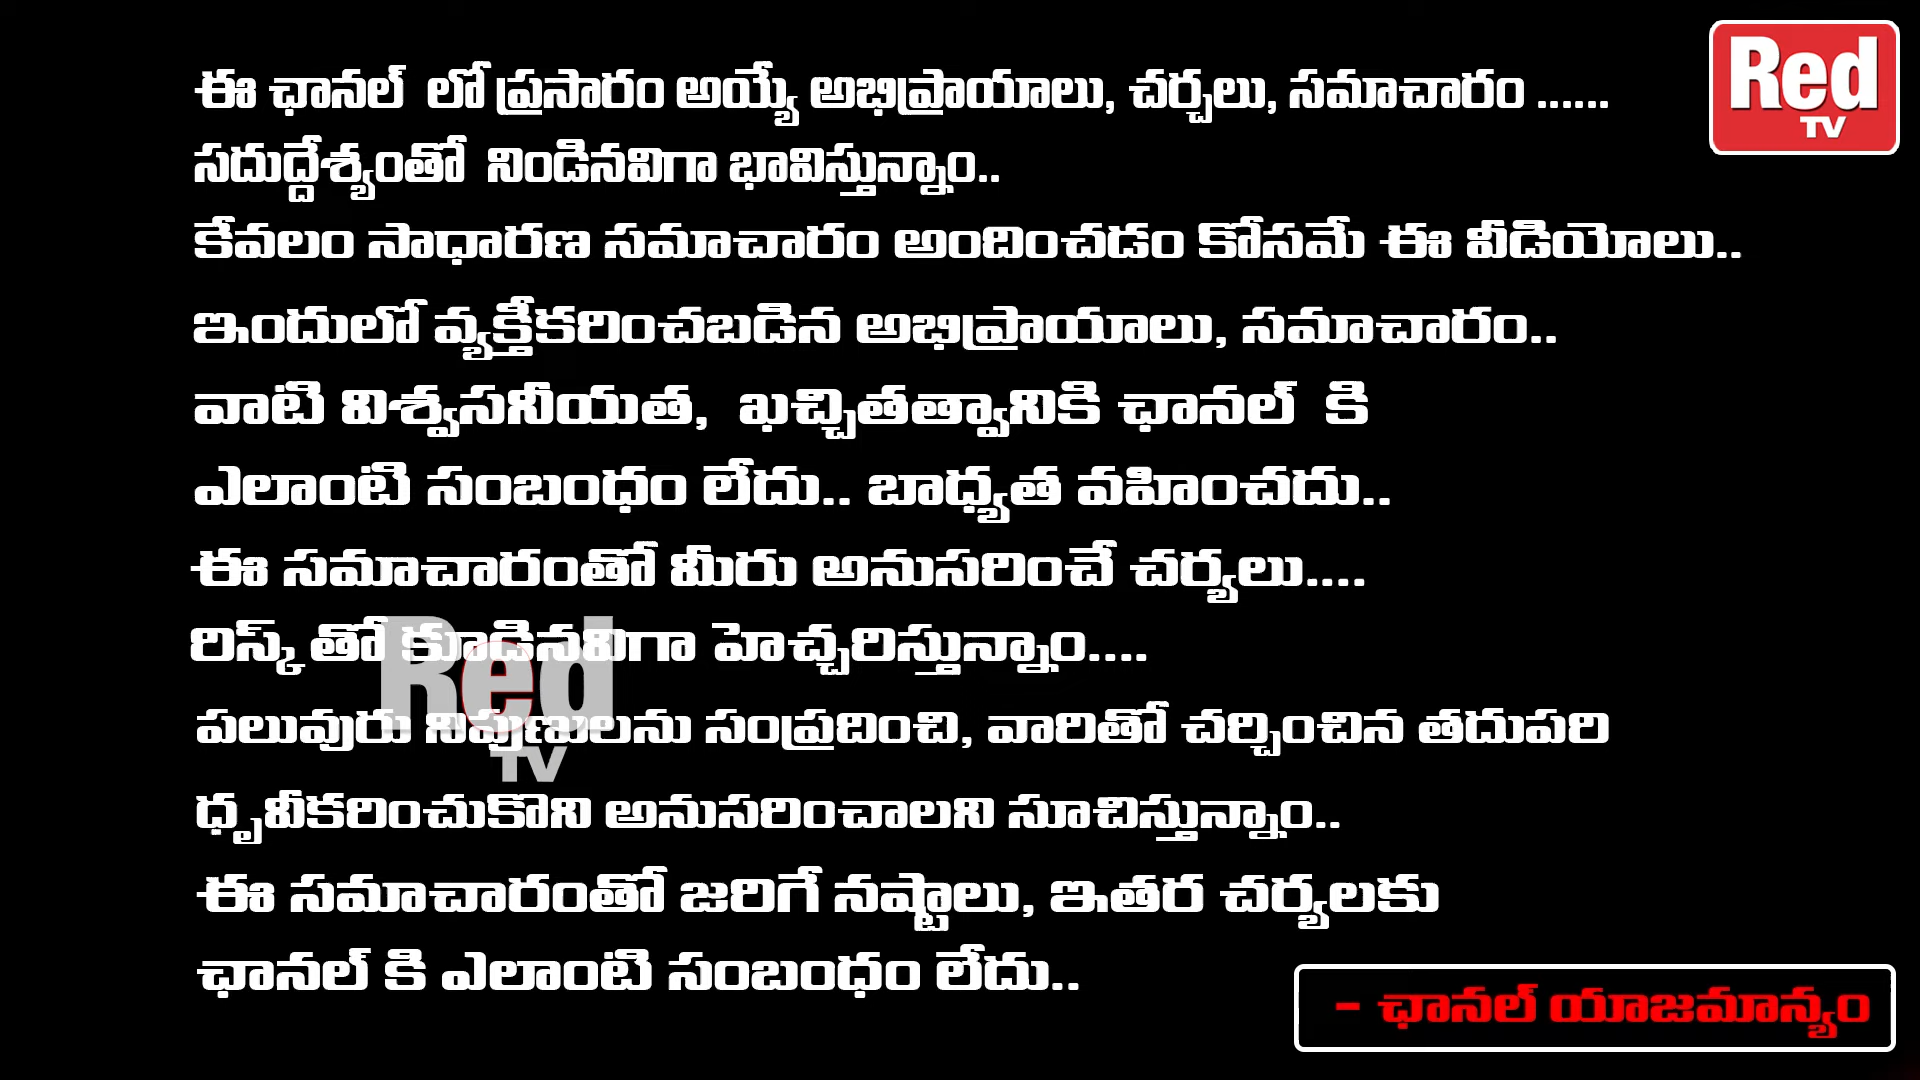 ఈ ఛానల్ లో ప్రసారం అయ్యే అభిప్రాయాలు, చర్చలు, సమాచారం ......
Red
TV
సదుద్దేశ్యంతో నిండినవిగా భావిస్తున్నాం..
కేవలం సాధారణ సమాచారం అందించడం కోసమే ఈ వీడియోలు..
ఇందులో వ్యక్తీకరించబడిన అభిప్రాయాలు, సమాచారం..
వాటి విశ్వసనీయత, ఖచ్చితత్వానికి ఛానల్ కి
ఎలాంటి సంబంధం లేదు.. బాధ్యత వహించదు..
ఈ సమాచారంతో మీరు అనుసరించే చర్యలు....
రిస్క్ తో కూడినవిగా హెచ్చరిస్తున్నాం....
Red
TV
పలువురు నిపుణులను సంప్రదించి, వారితో చర్చించిన తదుపరి
ధృవీకరించుకొని అనుసరించాలని సూచిస్తున్నాం..
ఈ సమాచారంతో జరిగే నష్టాలు, ఇతర చర్యలకు
ఛానల్ కి ఎలాంటి సంబంధం లేదు..
- ఛానల్ యాజమాన్యం